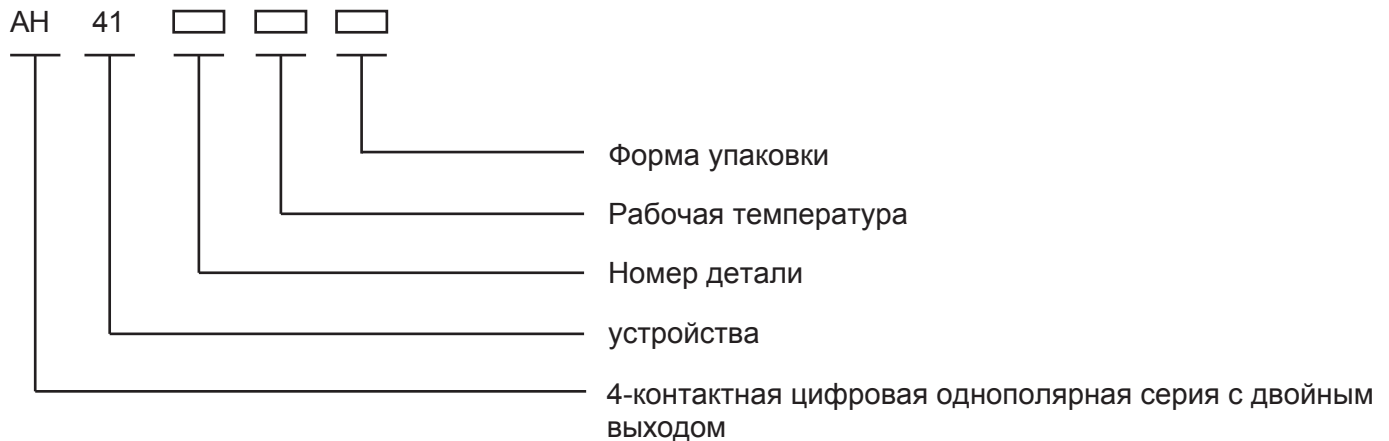 AH 41
Форма упаковки
Рабочая температура
Номер детали
устройства
4-контактная цифровая однополярная серия с двойным
выходом